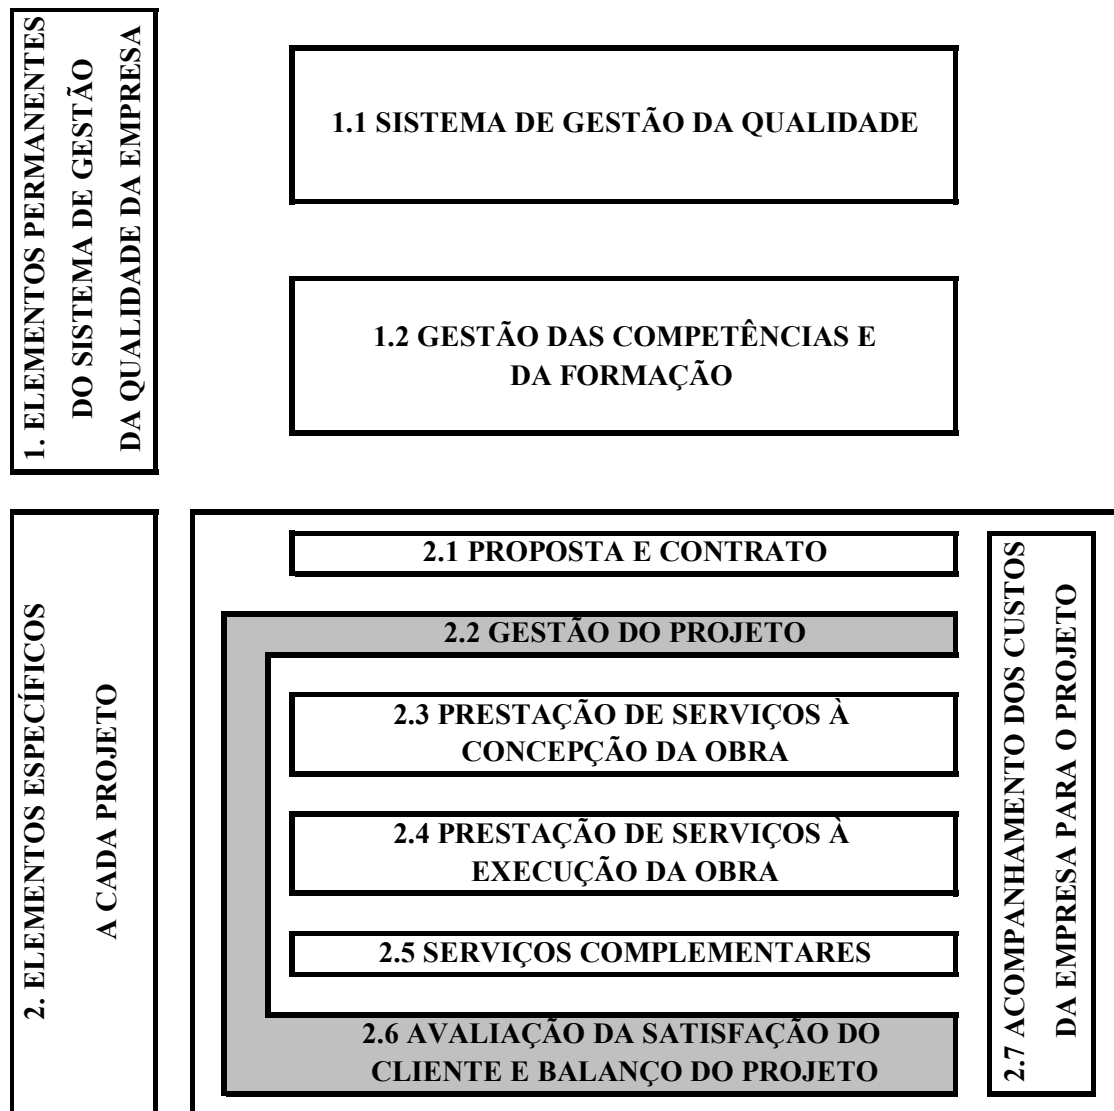 1. ELEMENTOS PERMANENTES
DO SISTEMA DE GESTÃO
DA QUALIDADE DA EMPRESA
1.1 SISTEMA DE GESTÃO DA QUALIDADE
1.2 GESTÃO DAS COMPETÊNCIAS E
DA FORMAÇÃO
2. ELEMENTOS ESPECÍFICOS
A CADA PROJETO
2.1 PROPOSTA E CONTRATO
2.2 GESTÃO DO PROJETO
2.3 PRESTAÇÃO DE SERVIÇOS À
CONCEPÇÃO DA OBRA
2.4 PRESTAÇÃO DE SERVIÇOS À
EXECUÇÃO DA OBRA
2.5 SERVIÇOS COMPLEMENTARES
2.6 AVALIAÇÃO DA SATISFAÇÃO DO
CLIENTE E BALANÇO DO PROJETO
2.7 ACOMPANHAMENTO DOS CUSTOS
DA EMPRESA PARA O PROJETO